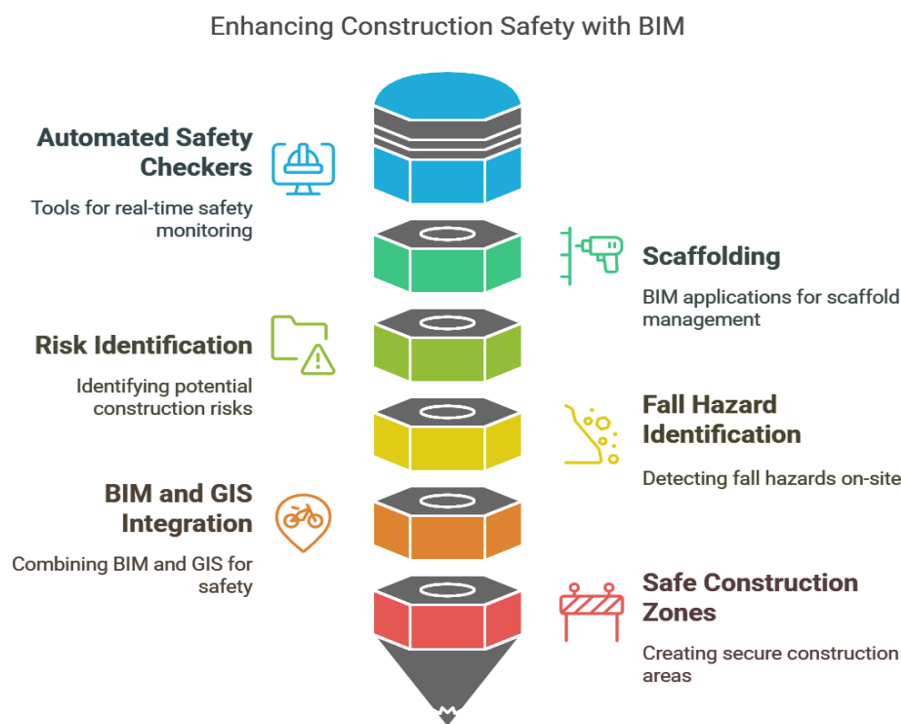 Enhancing Construction Safety with BIM
Automated Safety
Checkers
Tools for real-time safety
monitoring
Scaffolding
BIM applications for scaffold
management
Risk Identification
Identifying potential
construction risks
Fall Hazard
Identification
Detecting fall hazards on-site
BIM and GIS
Integration
Combining BIM and GIS for
safety
Safe Construction
Zones
Creating secure construction
areas